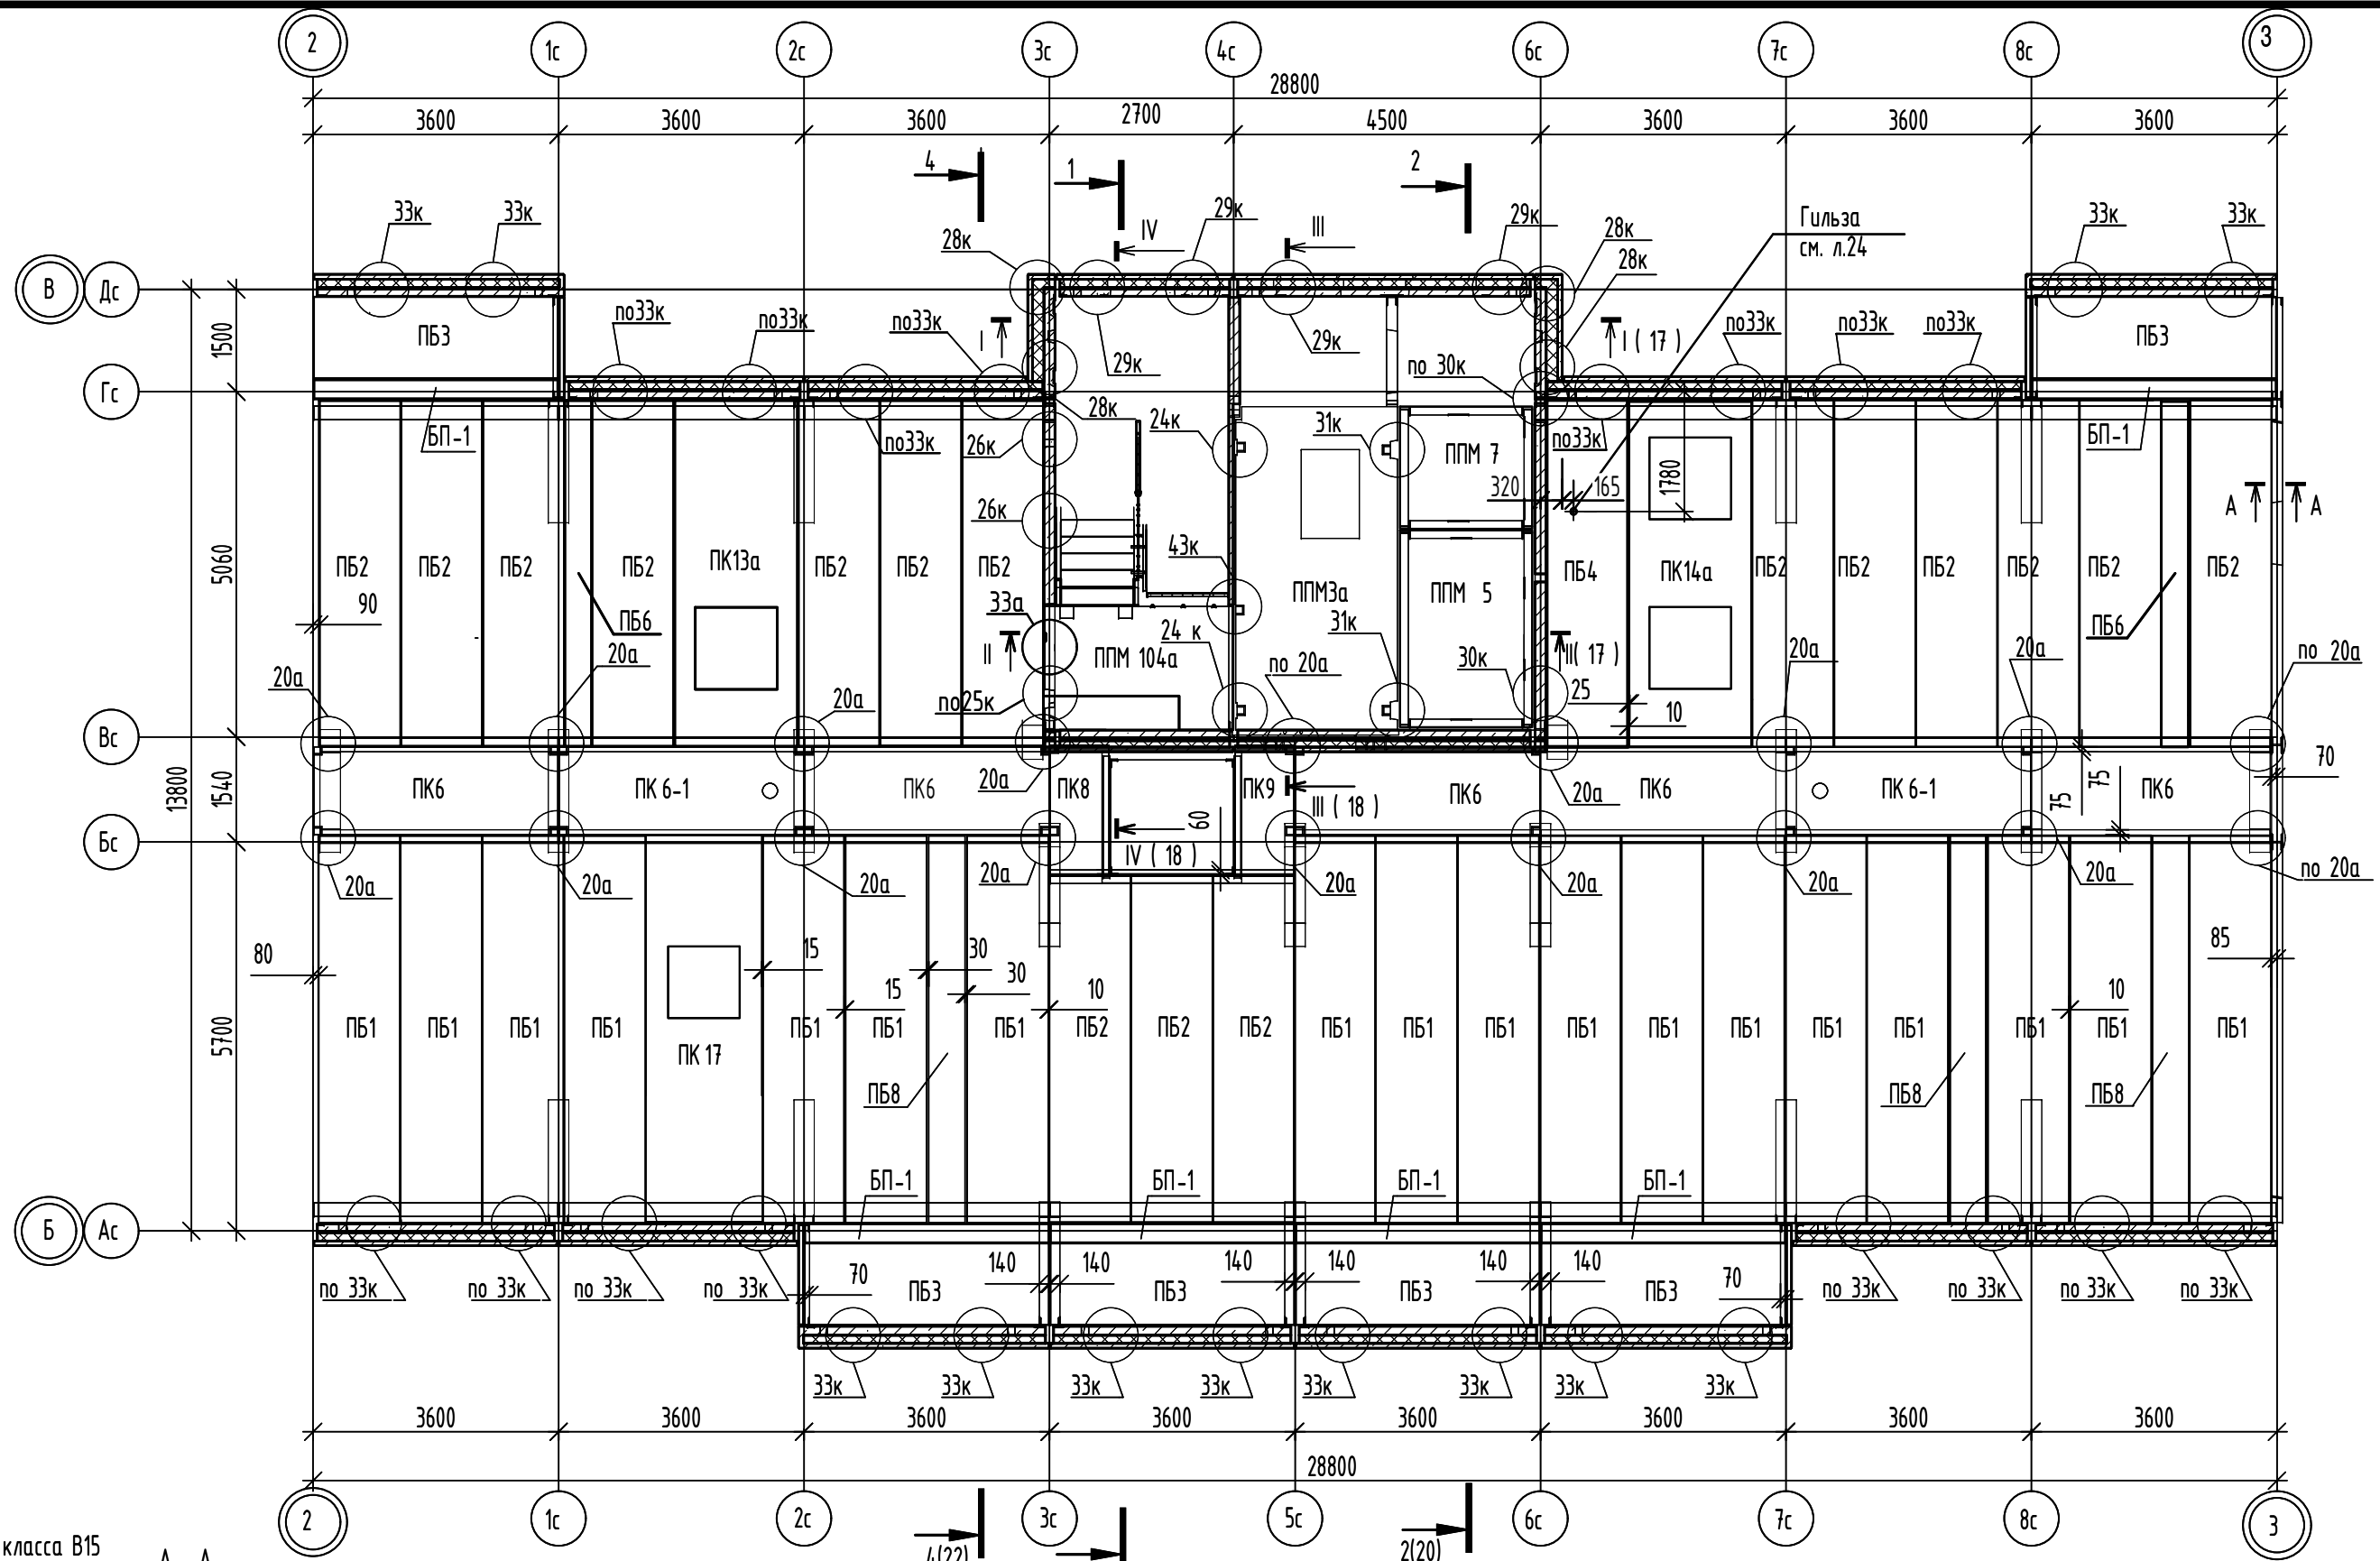 2 1с 2с 3с 4с 6с 7с 8с 3
28800
3600 3600 3600 2700 4500 3600 3600 3600
4 1 2
33к 33к 29к 29к 33к 33к
28к IV III 28к
28к
Гильза
см. л.24
В Дс
ПБ3 по33к по33к по33к I 29к 29к по 30к I ( 17 ) по33к по33к по33к ПБ3
1500
Гс
БП-1 по33к 28к 26к 24к 31к по33к БП-1
ППМ 7
320 165 1780
А А
26к
43к
5060
ПБ2 ПБ2 ПБ2 ПБ2 ПК13а ПБ2 ПБ2 ПБ2 ППМ3а ППМ 5 ПБ4 ПК14а ПБ2 ПБ2 ПБ2 ПБ2 ПБ2 ПБ2
90 ПБ6 33а 31к ПБ6
II ППМ 104а 24 к по 20а 30к II( 17 )
20а 20а 20а 20а по 20а
20а по25к 25 10
Вс
70
13800
1540
ПК6 ПК 6-1 ПК6 20а ПК8 ПК9 ПК6 20а ПК6 ПК 6-1 75 75 ПК6
III ( 18 )
60
IV ( 18 )
Бс
20а 20а 20а 20а 20а 20а 20а 20а по 20а
80 15 30 30 85
15 10 10
5700
ПБ1 ПБ1 ПБ1 ПБ1 ПК 17 ПБ1 ПБ1 ПБ1 ПБ2 ПБ2 ПБ2 ПБ1 ПБ1 ПБ1 ПБ1 ПБ1 ПБ1 ПБ1 ПБ1 ПБ1 ПБ1 ПБ1
ПБ8 ПБ8 ПБ8
БП-1 БП-1 БП-1 БП-1
Б Ас
70 140 140 140 140 140 140 70
по 33к по 33к по 33к по 33к ПБ3 ПБ3 ПБ3 ПБ3 по 33к по 33к по 33к по 33к
33к 33к 33к 33к 33к 33к 33к 33к
3600 3600 3600 3600 3600 3600 3600 3600
28800
2 1с 2с 3с 5с 6с 7с 8с 3
4(22) 2(20)
класса В15
А А